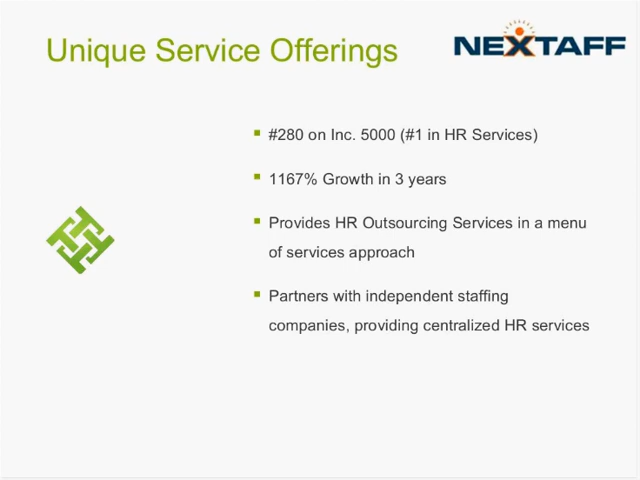 Unique Service Offerings
NEXTAFF
#280 on Inc. 5000 (#1 in HR Services)
1167% Growth in 3 years
Provides HR Outsourcing Services in a menu
of services approach
Partners with independent staffing
companies, providing centralized HR services